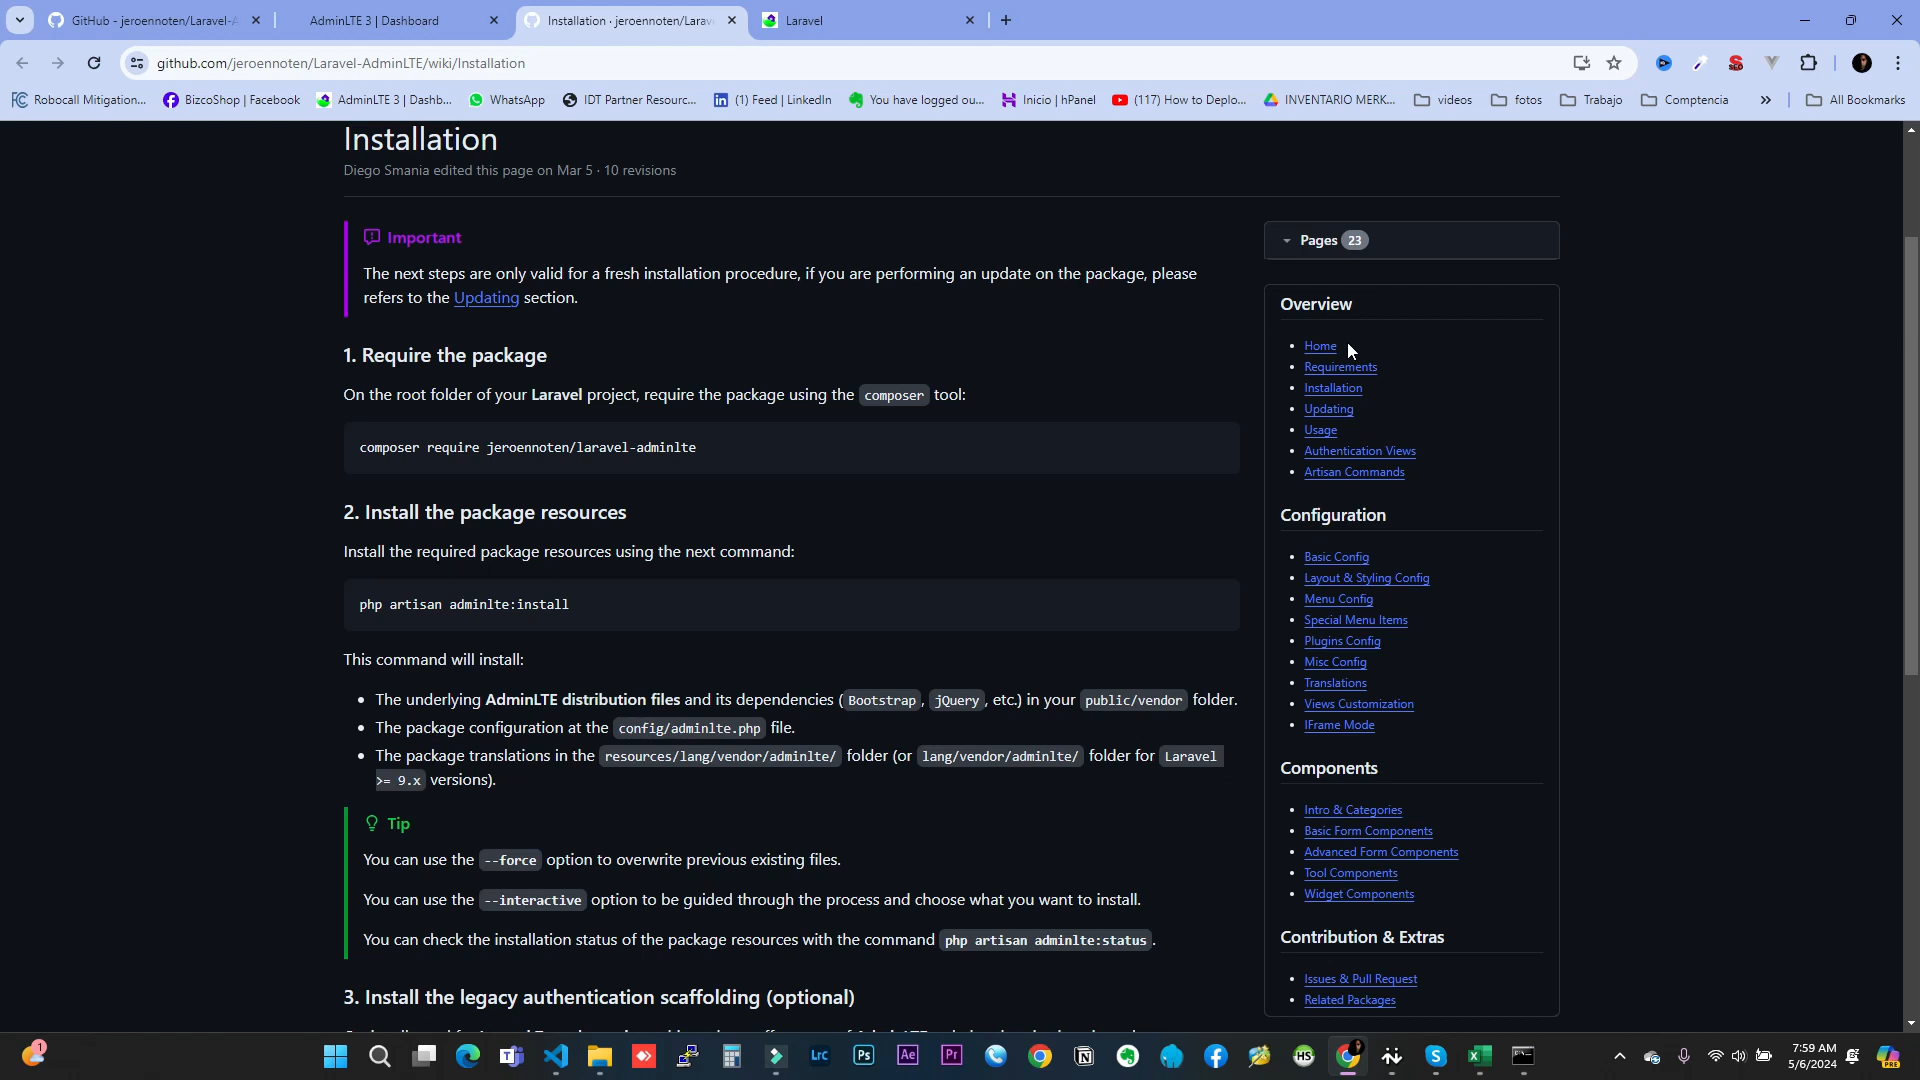 GitHub - jeroennoten/Laravel-A
AdminLTE 3 | Dashboard
Installation · jeroennoten/Larav
Laravel
github.com/jeroennoten/Laravel-AdminLTE/wiki/Installation
Robocall Mitigation...
BizcoShop | Facebook
AdminLTE 3 | Dashb...
WhatsApp
IDT Partner Resourc...
(1) Feed | LinkedIn
You have logged ou...
Inicio | hPanel
(117) How to Deplo...
INVENTARIO MERK...
videos
fotos
Trabajo
Comptencia
All Bookmarks
Installation
Diego Smania edited this page on Mar 5 · 10 revisions
Important
The next steps are only valid for a fresh installation procedure, if you are performing an update on the package, please
refers to the Updating section.
1. Require the package
On the root folder of your Laravel project, require the package using the composer tool:
composer require jeroennoten/laravel-adminlte
2. Install the package resources
Install the required package resources using the next command:
php artisan adminlte:install
This command will install:
The underlying AdminLTE distribution files and its dependencies ( Bootstrap , jQuery , etc.) in your public/vendor folder.
The package configuration at the config/adminlte.php file.
The package translations in the resources/lang/vendor/adminlte/ folder (or lang/vendor/adminlte/ folder for Laravel
>= 9.x versions).
Tip
You can use the --force option to overwrite previous existing files.
You can use the --interactive option to be guided through the process and choose what you want to install.
You can check the installation status of the package resources with the command php artisan adminlte:status .
3. Install the legacy authentication scaffolding (optional)
Pages 23
Overview
Home
Requirements
Installation
Updating
Usage
Authentication Views
Artisan Commands
Configuration
Basic Config
Layout & Styling Config
Menu Config
Special Menu Items
Plugins Config
Misc Config
Translations
Views Customization
IFrame Mode
Components
Intro & Categories
Basic Form Components
Advanced Form Components
Tool Components
Widget Components
Contribution & Extras
Issues & Pull Request
Related Packages
1
Lrc
Ps
Ae
Pr
HS
7:59 AM
5/6/2024
PRE